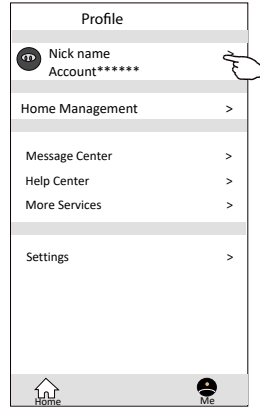 Profile
Nick name
Account******
Home Management >
Message Center >
Help Center >
More Services >
Settings >
Home Me